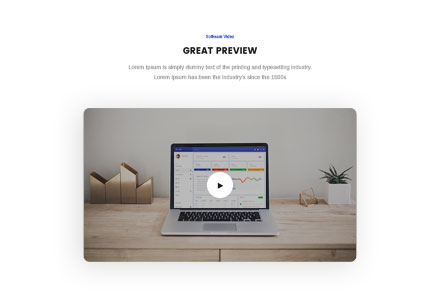 Software Video
GREAT PREVIEW
Lorem Ipsum is simply dummy text of the printing and typesetting industry.
Lorem Ipsum has been the industry's since the 1500s